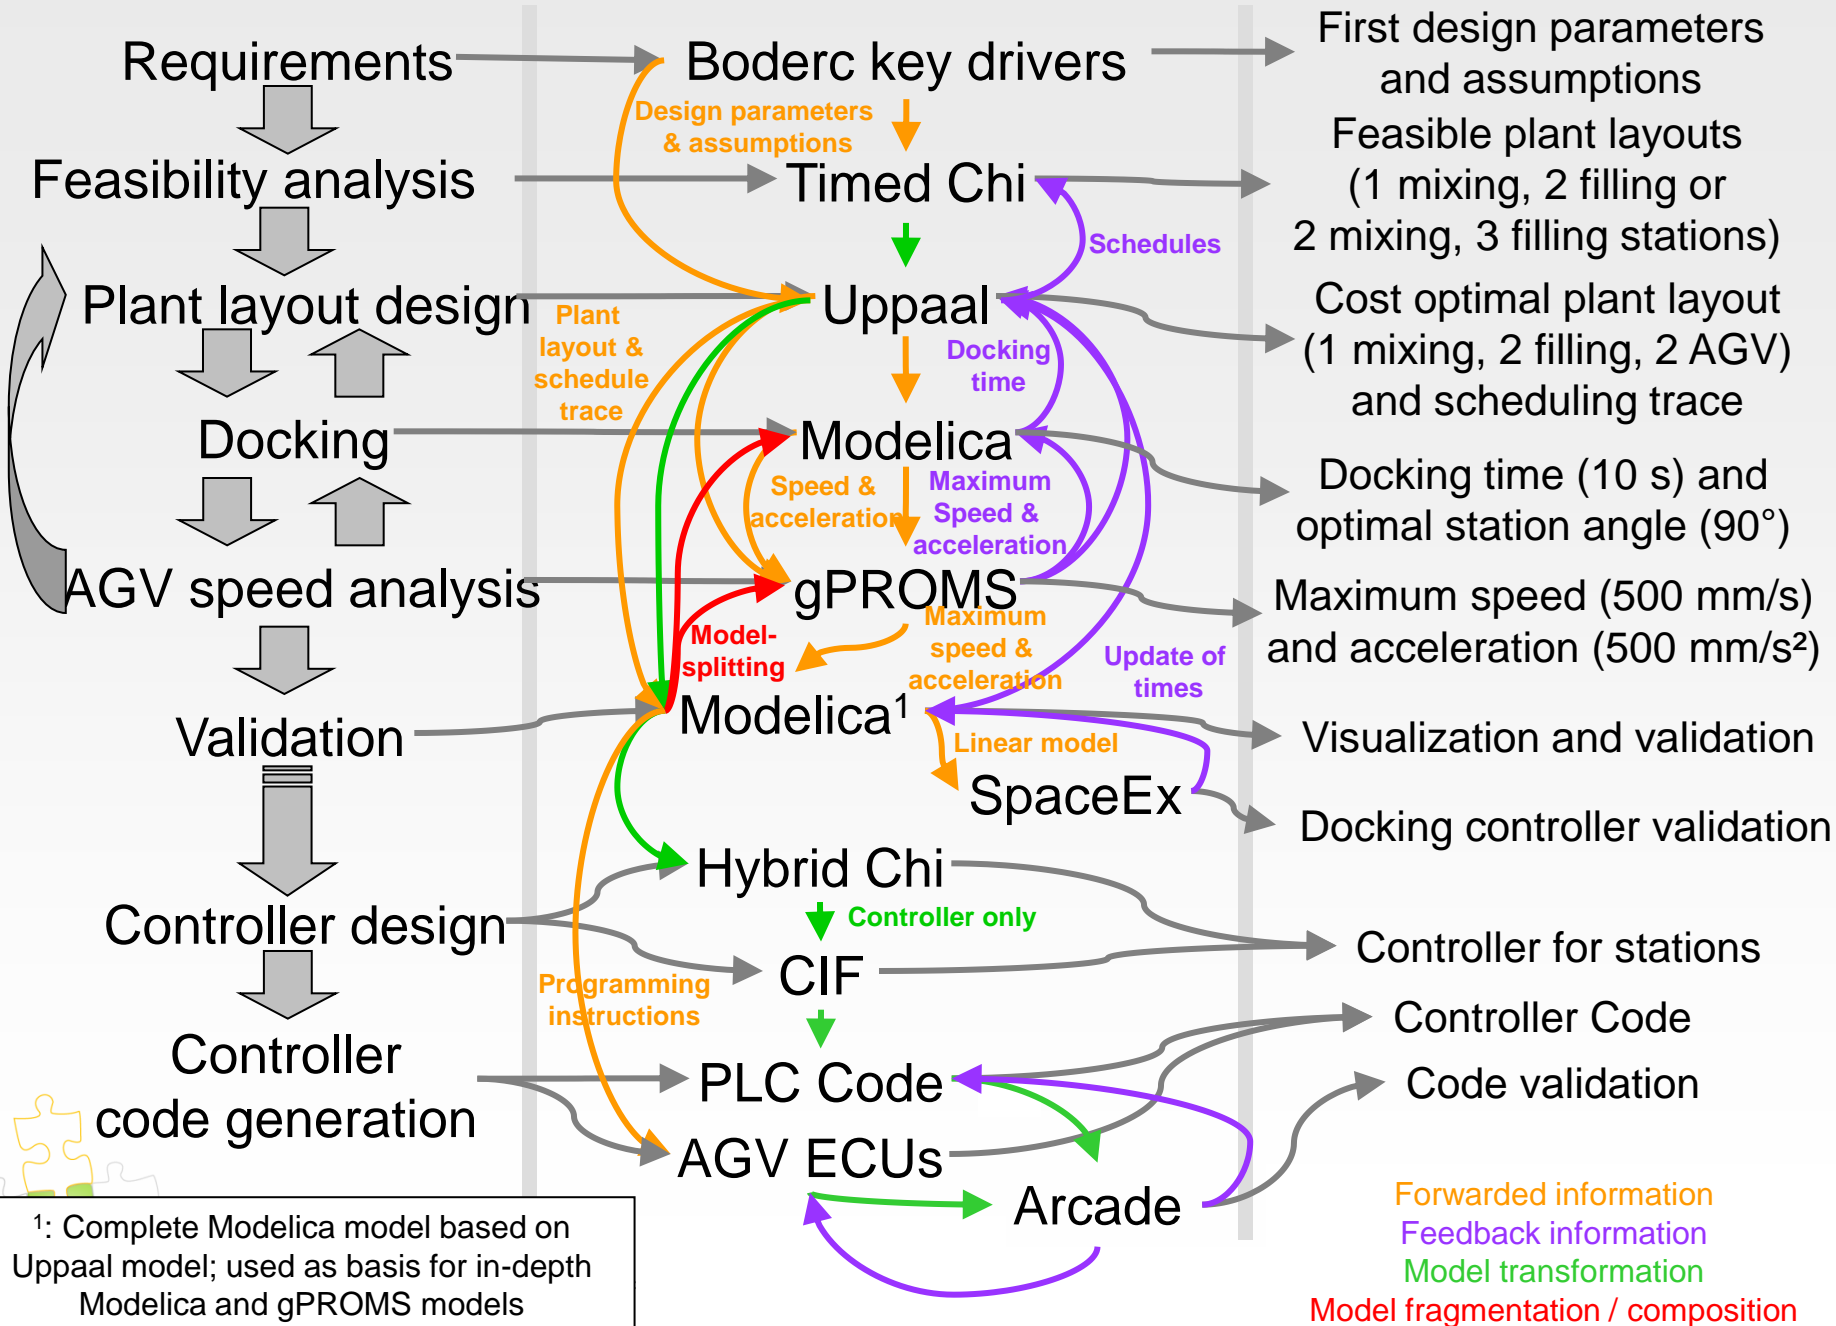 Requirements
Feasibility analysis
Plant layout design
Docking
AGV speed analysis
Validation
Controller design
Controller
code generation
Boderc key drivers
Design parameters
& assumptions
Timed Chi
Schedules
Uppaal
Plant
layout &
schedule
trace
Docking
time
Modelica
Speed &
acceleration
Maximum
Speed &
acceleration
gPROMS
Model-
splitting
Maximum
speed &
acceleration
Update of
times
Modelica¹
Linear model
SpaceEx
Hybrid Chi
Controller only
CIF
Programming
instructions
PLC Code
AGV ECUs
Arcade
First design parameters
and assumptions
Feasible plant layouts
(1 mixing, 2 filling or
2 mixing, 3 filling stations)
Cost optimal plant layout
(1 mixing, 2 filling, 2 AGV)
and scheduling trace
Docking time (10 s) and
optimal station angle (90°)
Maximum speed (500 mm/s)
and acceleration (500 mm/s²)
Visualization and validation
Docking controller validation
Controller for stations
Controller Code
Code validation
¹: Complete Modelica model based on
Uppaal model; used as basis for in-depth
Modelica and gPROMS models
Forwarded information
Feedback information
Model transformation
Model fragmentation / composition